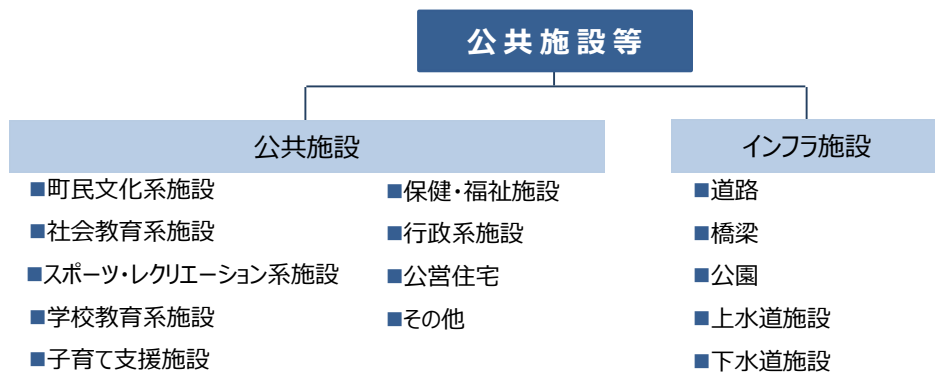 公共施設等
公共施設
■町民文化系施設
■社会教育系施設
■スポーツ・レクリエーション系施設
■学校教育系施設
■子育て支援施設
■保健・福祉施設
■行政系施設
■公営住宅
■その他
インフラ施設
■道路
■橋梁
■公園
■上水道施設
■下水道施設